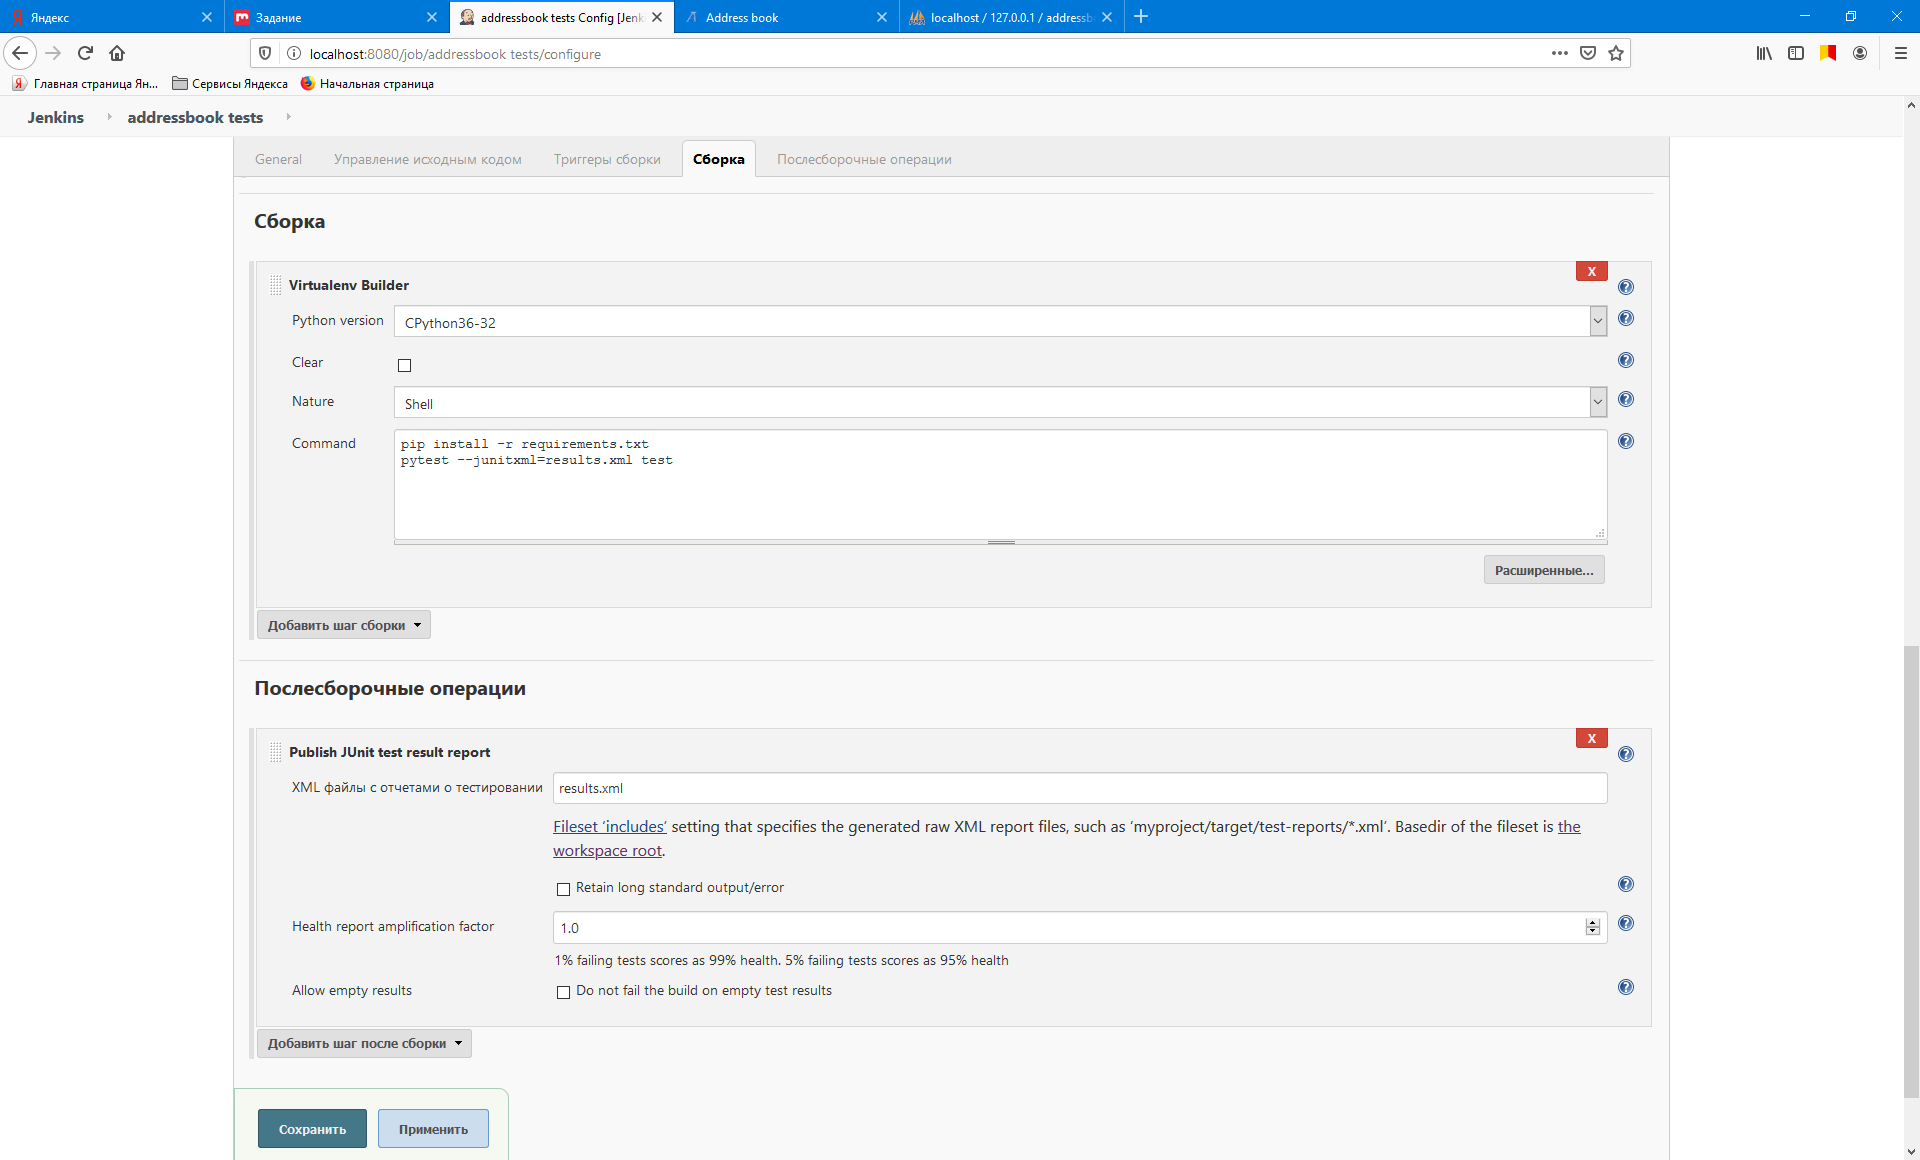 Яндекс
Задание
addressbook tests Config [Jenk
Address book
localhost / 127.0.0.1 / addressb
localhost:8080/job/addressbook tests/configure
Главная страница Ян...
Сервисы Яндекса
Начальная страница
Jenkins
addressbook tests
General
Управление исходным кодом
Триггеры сборки
Сборка
Послесборочные операции
Сборка
X
Virtualenv Builder
Python version
CPython36-32
Clear
Nature
Shell
Command
pip install -r requirements.txt
pytest --junitxml=results.xml test
Расширенные...
Добавить шаг сборки
Послесборочные операции
X
Publish JUnit test result report
XML файлы с отчетами о тестировании
results.xml
Fileset 'includes' setting that specifies the generated raw XML report files, such as 'myproject/target/test-reports/*.xml'. Basedir of the fileset is the
workspace root.
Retain long standard output/error
Health report amplification factor
1.0
1% failing tests scores as 99% health. 5% failing tests scores as 95% health
Allow empty results
Do not fail the build on empty test results
Добавить шаг после сборки
Сохранить
Применить